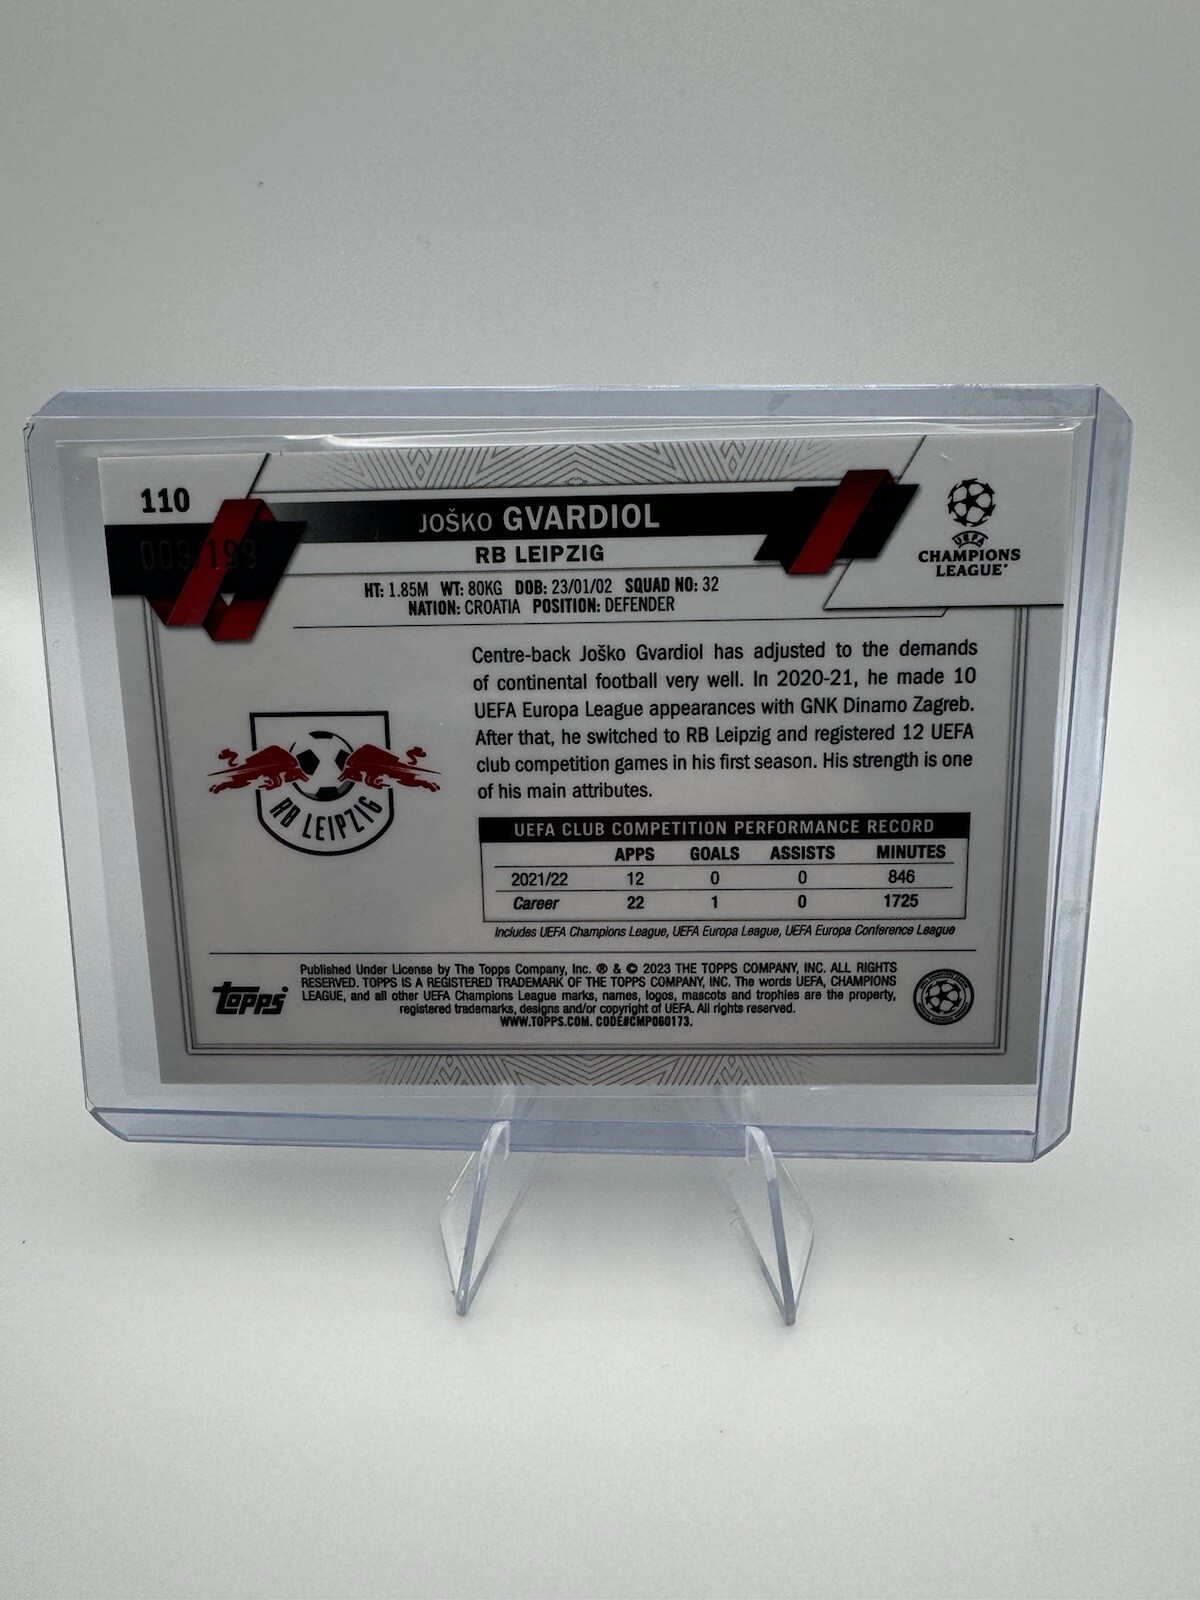 110
009/199
JOŠKO GVARDIOL
RB LEIPZIG
HT: 1.85M WT: 80KG DOB: 23/01/02 SQUAD NO: 32
NATION: CROATIA POSITION: DEFENDER
UEFA
CHAMPIONS
LEAGUE
Centre-back Joško Gvardiol has adjusted to the demands
of continental football very well. In 2020-21, he made 10
UEFA Europa League appearances with GNK Dinamo Zagreb.
After that, he switched to RB Leipzig and registered 12 UEFA
club competition games in his first season. His strength is one
of his main attributes.
RB LEIPZIG
UEFA CLUB COMPETITION PERFORMANCE RECORD
APPS GOALS ASSISTS MINUTES
2021/22 12 0 0 846
Career 22 1 0 1725
Includes UEFA Champions League, UEFA Europa League, UEFA Europa Conference League
topps
Published Under License by The Topps Company, Inc. ® & © 2023 THE TOPPS COMPANY, INC. ALL RIGHTS
RESERVED. TOPPS IS A REGISTERED TRADEMARK OF THE TOPPS COMPANY, INC. The words UEFA, CHAMPIONS
LEAGUE, and all other UEFA Champions League marks, names, logos, mascots and trophies are the property,
registered trademarks, designs and/or copyright of UEFA. All rights reserved.
WWW.TOPPS.COM. CODE#CMP060173.